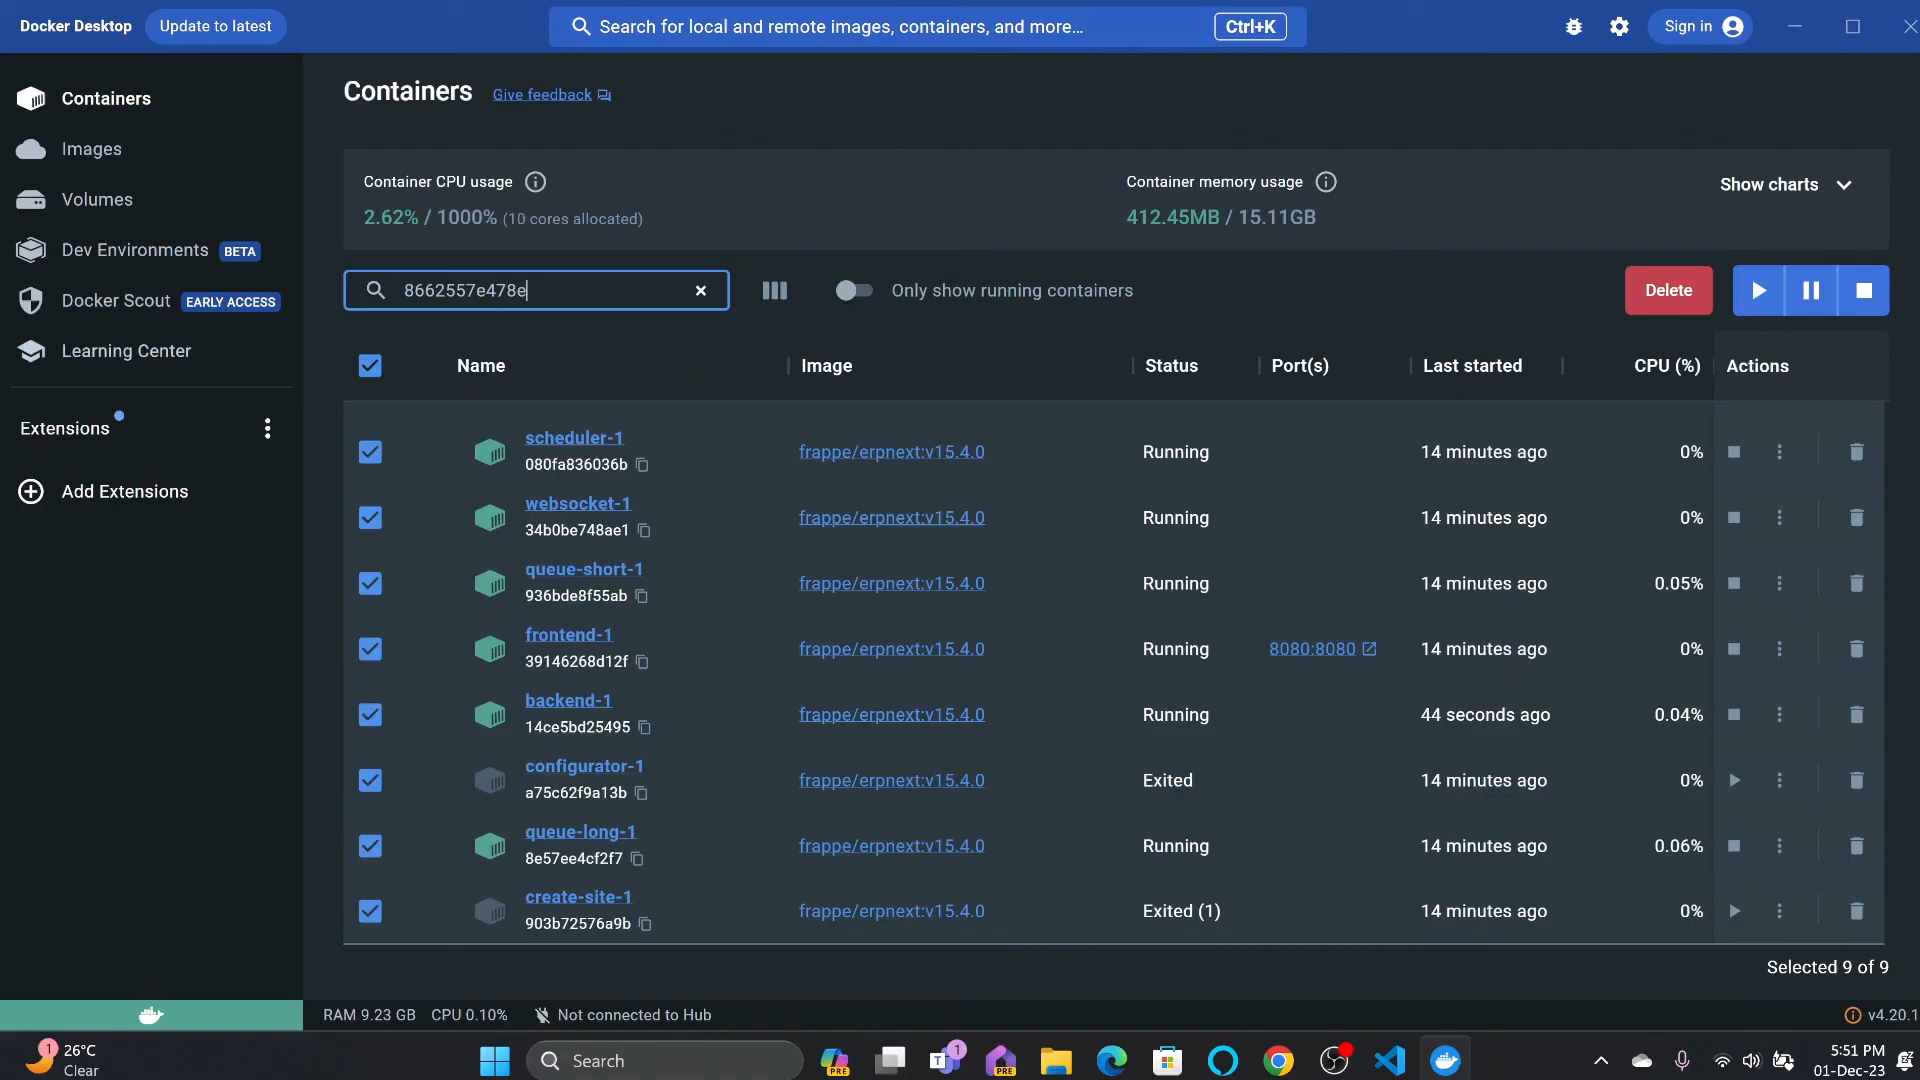 Docker Desktop Update to latest Search for local and remote images, containers, and more... Ctrl+K Sign in
Containers
Images
Volumes
Dev Environments BETA
Docker Scout EARLY ACCESS
Learning Center
Extensions
Add Extensions
Containers Give feedback
Container CPU usage
2.62% / 1000% (10 cores allocated)
Container memory usage
412.45MB / 15.11GB
Show charts
8662557e478e
Only show running containers
Delete
Name Image Status Port(s) Last started CPU (%) Actions
scheduler-1
080fa836036b
frappe/erpnext:v15.4.0 Running 14 minutes ago 0%
websocket-1
34b0be748ae1
frappe/erpnext:v15.4.0 Running 14 minutes ago 0%
queue-short-1
936bde8f55ab
frappe/erpnext:v15.4.0 Running 14 minutes ago 0.05%
frontend-1
39146268d12f
frappe/erpnext:v15.4.0 Running 8080:8080 14 minutes ago 0%
backend-1
14ce5bd25495
frappe/erpnext:v15.4.0 Running 44 seconds ago 0.04%
configurator-1
a75c62f9a13b
frappe/erpnext:v15.4.0 Exited 14 minutes ago 0%
queue-long-1
8e57ee4cf2f7
frappe/erpnext:v15.4.0 Running 14 minutes ago 0.06%
create-site-1
903b72576a9b
frappe/erpnext:v15.4.0 Exited (1) 14 minutes ago 0%
Selected 9 of 9
RAM 9.23 GB CPU 0.10% Not connected to Hub v4.20.1
1
26°C
Clear
Search
PRE
1
PRE
5:51 PM
01-Dec-23